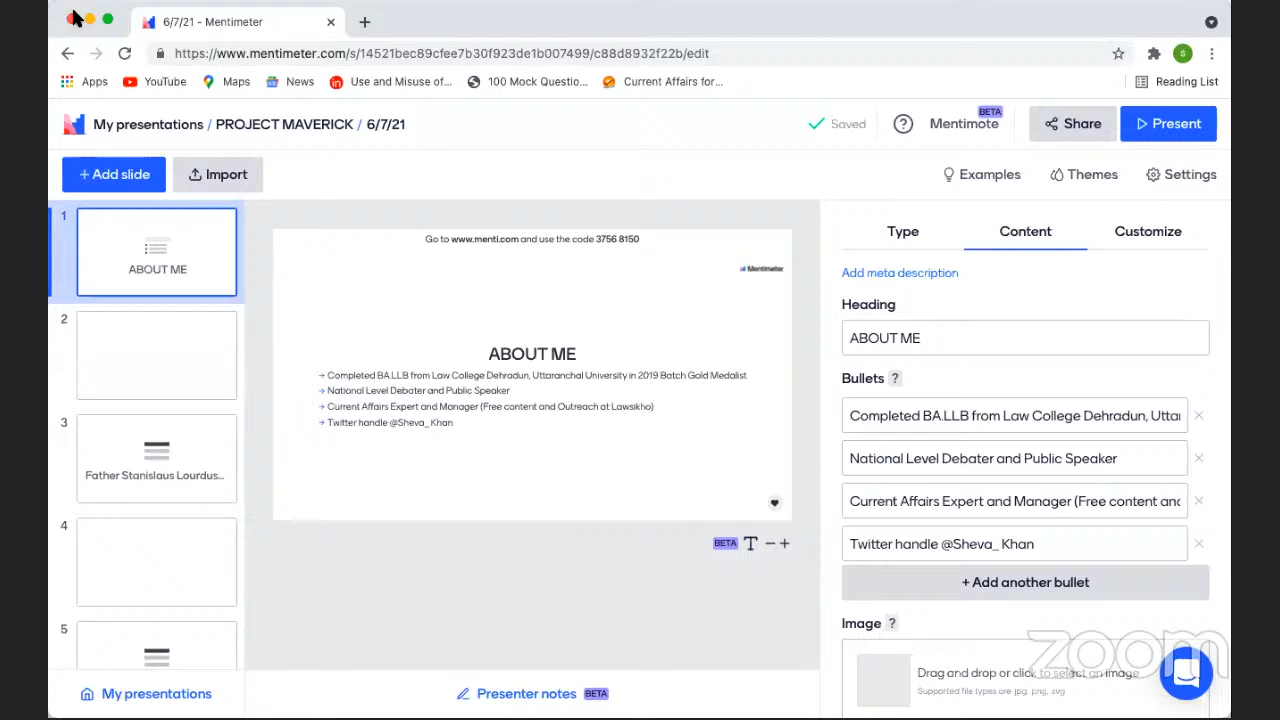 6/7/21 - Mentimeter
https://www.mentimeter.com/s/14521bec89cfee7b30f923de1b007499/c88d8932f22b/edit
S
Apps
YouTube
Maps
News
Use and Misuse of...
100 Mock Questio...
Current Affairs for...
Reading List
My presentations / PROJECT MAVERICK / 6/7/21
Saved
?
Mentimote
BETA
Share
Present
+ Add slide
Import
Examples
Themes
Settings
1
ABOUT ME
2
3
Father Stanislaus Lourdus...
4
5
My presentations
Go to www.menti.com and use the code 3756 8150
Mentimeter
ABOUT ME
→ Completed BA.LLB from Law College Dehradun, Uttaranchal University in 2019 Batch Gold Medalist
→ National Level Debater and Public Speaker
→ Current Affairs Expert and Manager (Free content and Outreach at Lawsikho)
→ Twitter handle @Sheva_ Khan
BETA T − +
Presenter notes BETA
Type
Content
Customize
Add meta description
Heading
ABOUT ME
Bullets ?
Completed BA.LLB from Law College Dehradun, Uttar
National Level Debater and Public Speaker
Current Affairs Expert and Manager (Free content and
Twitter handle @Sheva_ Khan
+ Add another bullet
Image ?
Drag and drop or click to select an image
Supported file types are jpg, png, svg
zoom